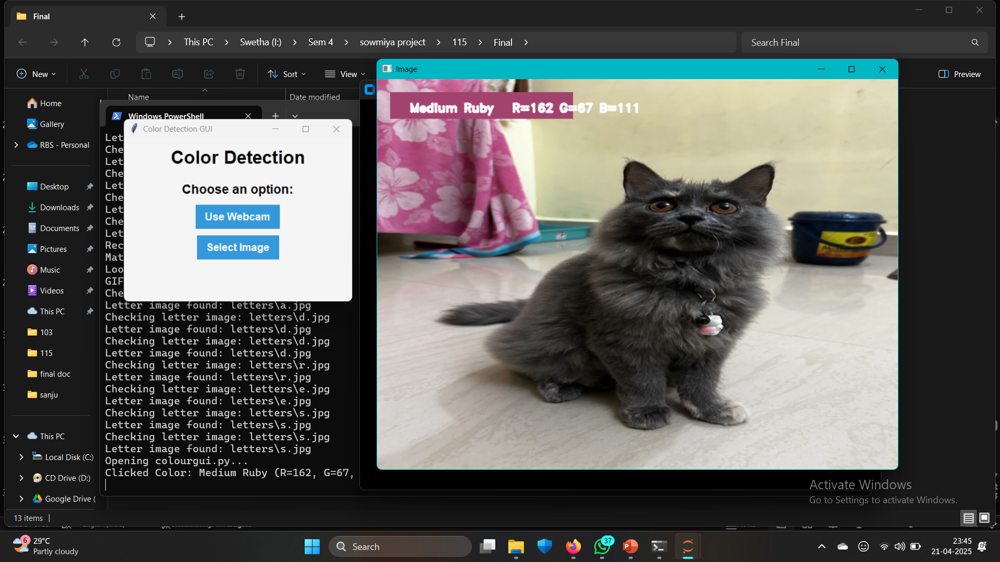 Final
This PC
Swetha (I:)
Sem 4
sowmiya project
115
Final
Search Final
New
Sort
View
Preview
Name
Date modified
Home
Gallery
RBS - Personal
Desktop
Downloads
Documents
Pictures
Music
Videos
This PC
103
115
final doc
sanju
This PC
Local Disk (C:)
CD Drive (D:)
Google Drive (
13 items
Windows PowerShell
Let
Che
Let
Che
Let
Che
Let
Che
Let
Rec
Mat
Loo
GIF
Che
Letter image found: letters\a.jpg
Checking letter image: letters\d.jpg
Letter image found: letters\d.jpg
Checking letter image: letters\d.jpg
Letter image found: letters\d.jpg
Checking letter image: letters\r.jpg
Letter image found: letters\r.jpg
Checking letter image: letters\e.jpg
Letter image found: letters\e.jpg
Checking letter image: letters\s.jpg
Letter image found: letters\s.jpg
Checking letter image: letters\s.jpg
Letter image found: letters\s.jpg
Opening colourgui.py...
Clicked Color: Medium Ruby (R=162, G=67,
Color Detection GUI
Color Detection
Choose an option:
Use Webcam
Select Image
Image
Medium Ruby R=162 G=67 B=111
Activate Windows
Go to Settings to activate Windows.
6
29°C
Partly cloudy
Search
37
23:45
21-04-2025